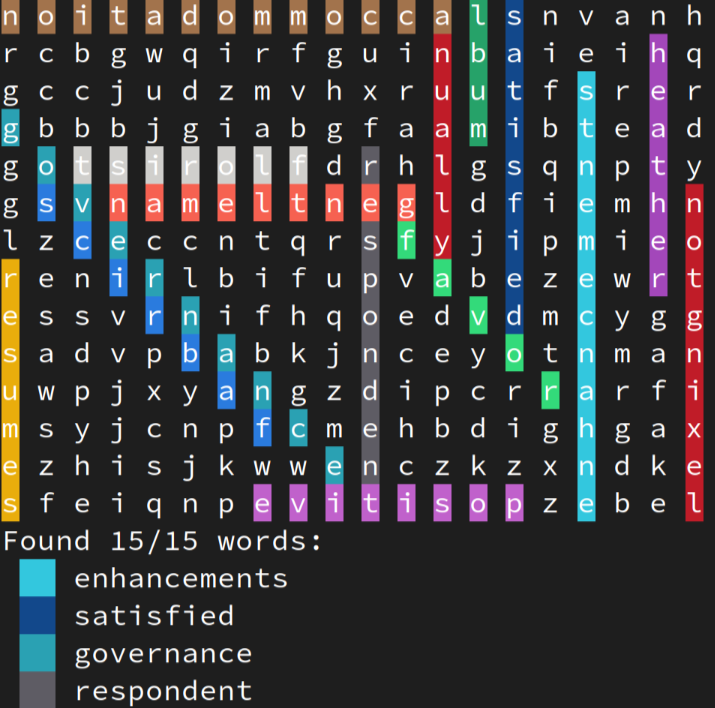 n o i t a d o m m o c c a l s n v a n h
r c b g w q i r f g u i n b a i e i h q
g c c j u d z m v h x r u u t f s r e r
g b b b j g i a b g f a a m i b t e a d
g o t s i r o l f d r h l g s q n p t y
g s v n a m e l t n e g l d f i e m h n
l z c e c c n t q r s f y j i p m i e o
r e n i r l b i f u p v a b e z e w r t
e s s v r n i f h q o e d v d m c y g g
s a d v p b a b k j n c e y o t n m a n
u w p j x y a n g z d i p c r r a r f i
m s y j c n p f c m e h b d i g h g a x
e z h i s j k w w e n c z k z x n d k e
s f e i q n p e v i t i s o p z e b e l
Found 15/15 words:
enhancements
satisfied
governance
respondent